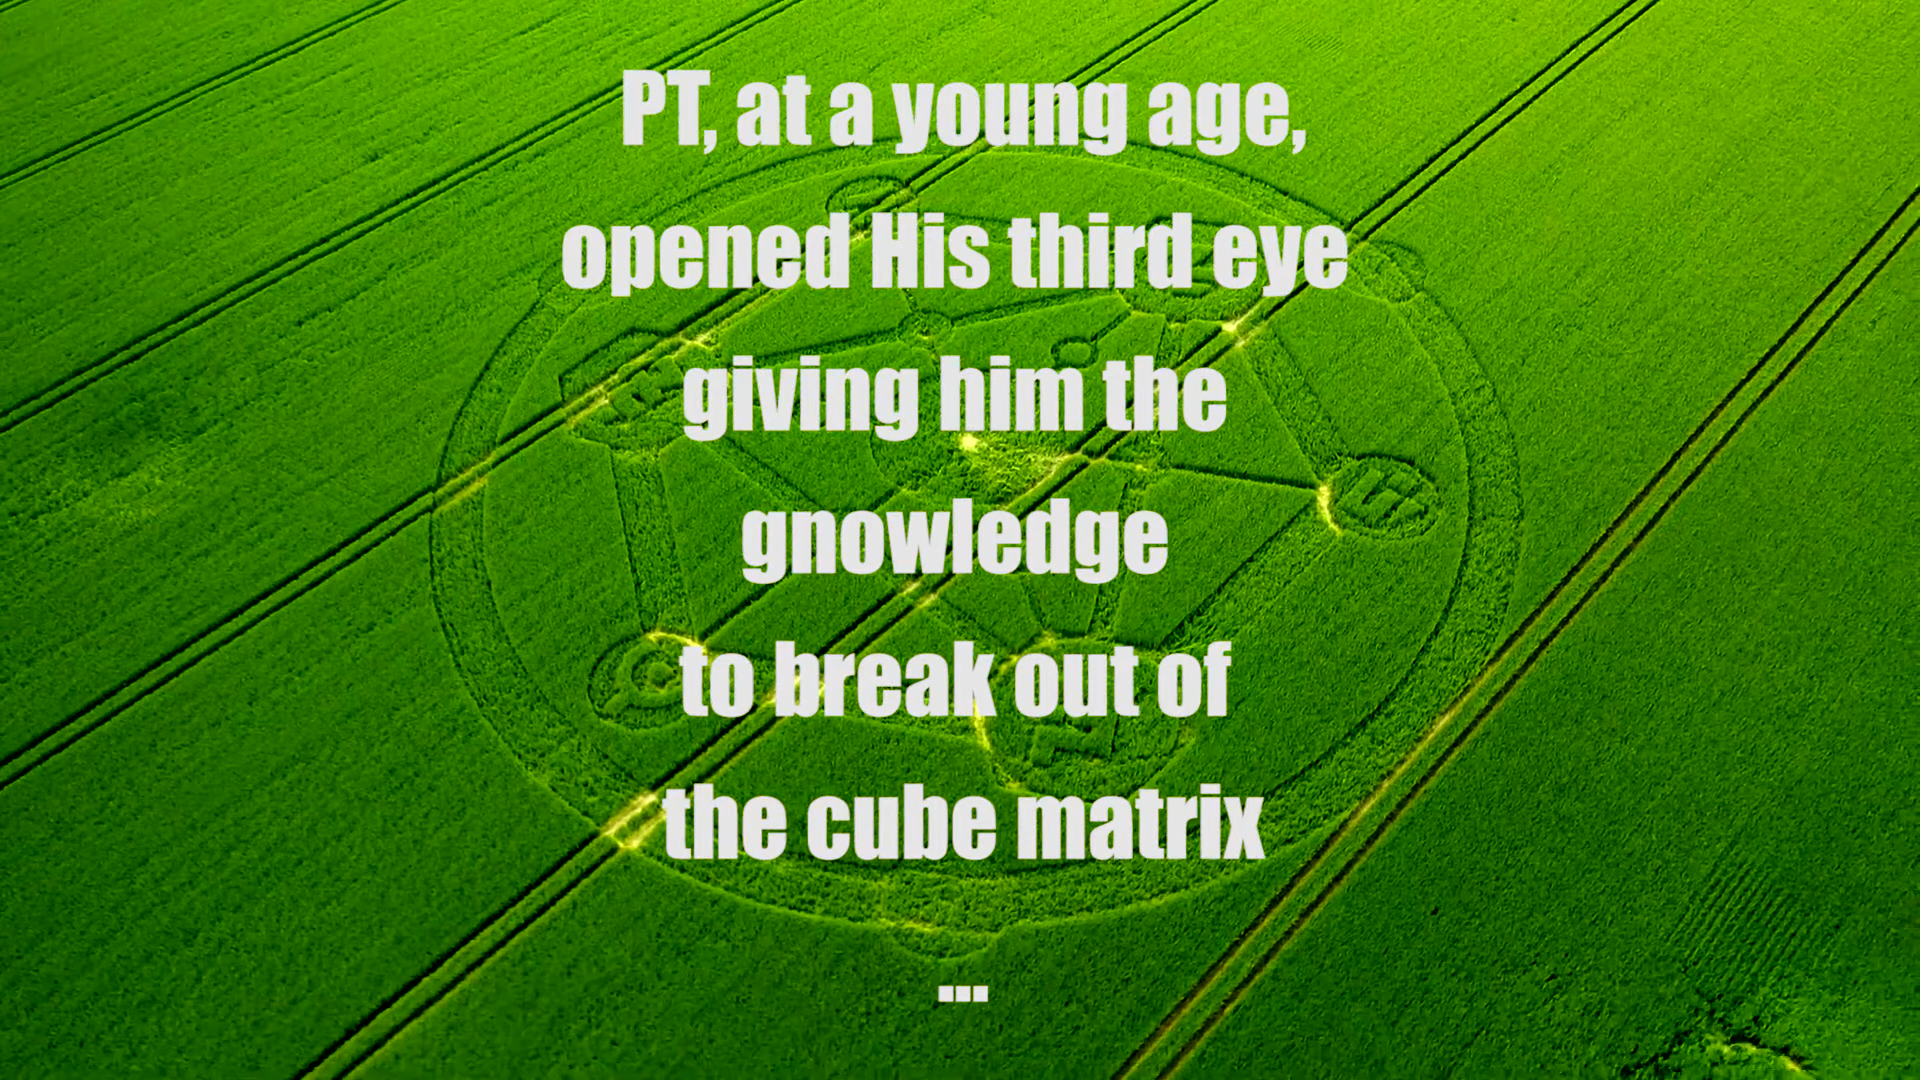 PT, at a young age,
opened His third eye
giving him the
gnowledge
to break out of
the cube matrix
...